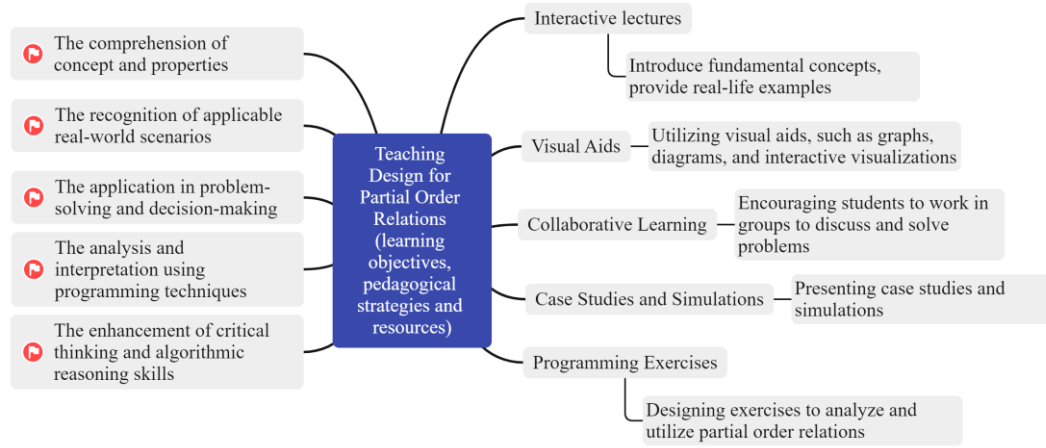 The comprehension of
concept and properties
The recognition of applicable
real-world scenarios
The application in problem-
solving and decision-making
The analysis and
interpretation using
programming techniques
The enhancement of critical
thinking and algorithmic
reasoning skills
Teaching
Design for
Partial Order
Relations
(learning
objectives,
pedagogical
strategies and
resources)
Interactive lectures
Introduce fundamental concepts,
provide real-life examples
Visual Aids
Utilizing visual aids, such as graphs,
diagrams, and interactive visualizations
Collaborative Learning
Encouraging students to work in
groups to discuss and solve
problems
Case Studies and Simulations
Presenting case studies and
simulations
Programming Exercises
Designing exercises to analyze and
utilize partial order relations